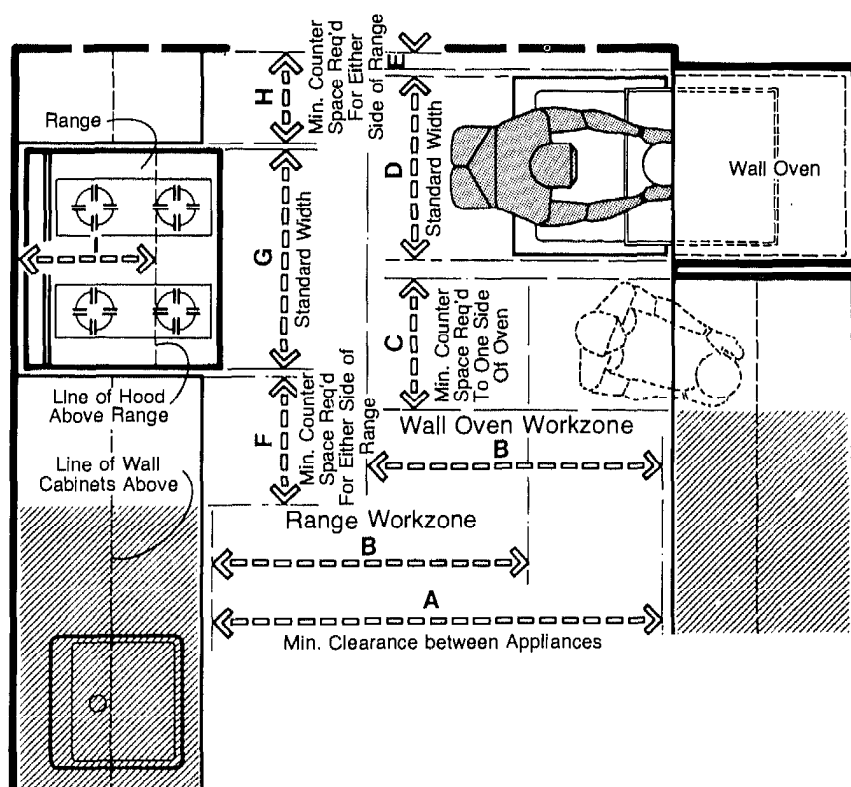 H
Min. Counter
Space Req'd
For Either
Side of Range
E
Range
D
Standard Width
Wall Oven
G
Standard Width
I
C
Min. Counter
Space Req'd
To One Side
Of Oven
Line of Hood
Above Range
F
Min. Counter
Space Req'd
For Either Side of
Range
Wall Oven Workzone
B
Line of Wall
Cabinets Above
Range Workzone
B
A
Min. Clearance between Appliances